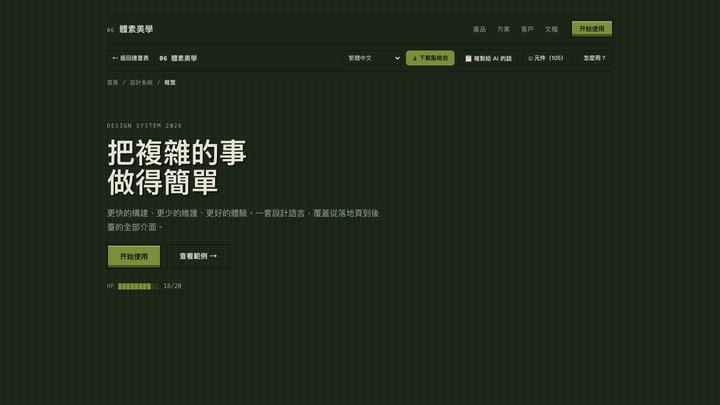 06 體素美學
產品 方案 客戶 文檔 开始使用
← 返回速查表 06 體素美學 繁體中文 下載風格包 複製給 AI 的話 元件（105） 怎麼用？
首頁 / 設計系統 / 概覽
DESIGN SYSTEM 2026
把複雜的事
做得簡單
更快的構建、更少的維護、更好的體驗。一套設計語言，覆蓋從落地頁到後
臺的全部介面。
开始使用 查看範例 →
HP 18/20